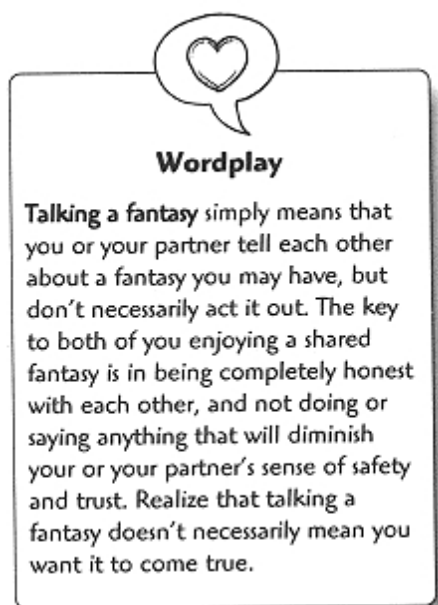 Wordplay
Talking a fantasy simply means that
you or your partner tell each other
about a fantasy you may have, but
don't necessarily act it out. The key
to both of you enjoying a shared
fantasy is in being completely honest
with each other, and not doing or
saying anything that will diminish
your or your partner's sense of safety
and trust. Realize that talking a
fantasy doesn't necessarily mean you
want it to come true.